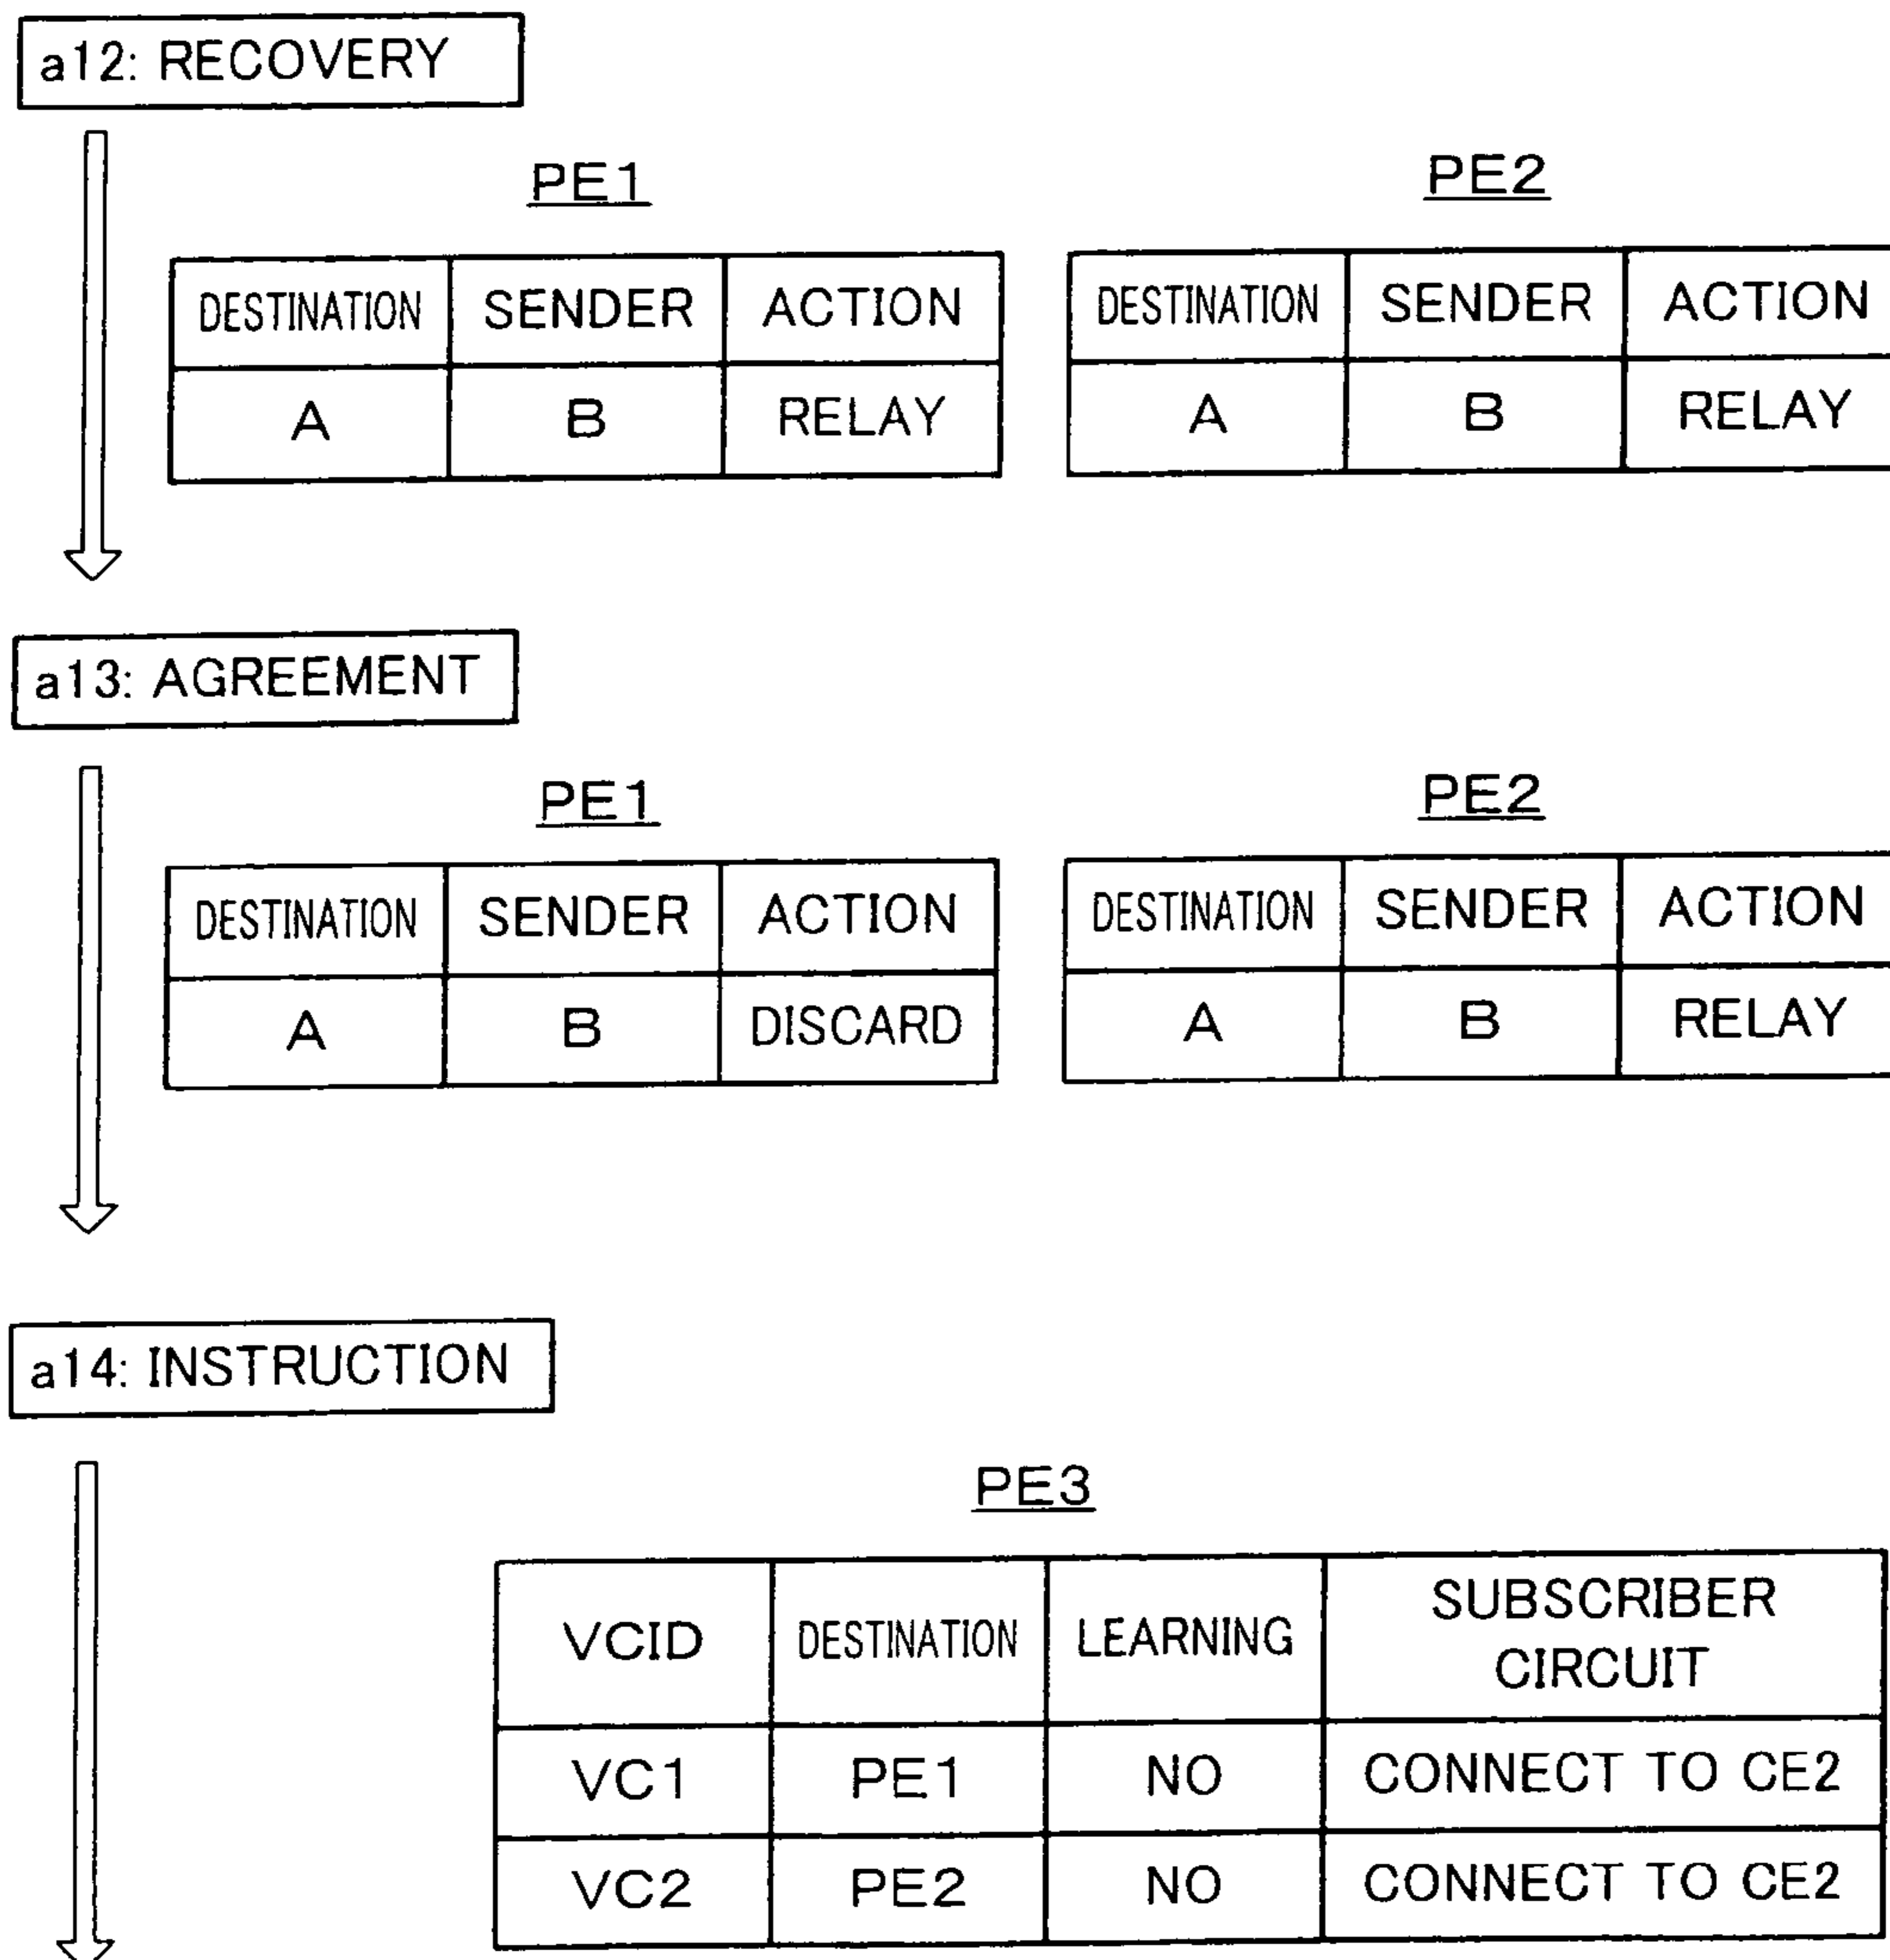 a12: RECOVERY
PE1
PE2
DESTINATION SENDER ACTION
A B RELAY
DESTINATION SENDER ACTION
A B RELAY
a13: AGREEMENT
PE1
PE2
DESTINATION SENDER ACTION
A B DISCARD
DESTINATION SENDER ACTION
A B RELAY
a14: INSTRUCTION
PE3
VCID DESTINATION LEARNING SUBSCRIBER
CIRCUIT
VC1 PE1 NO CONNECT TO CE2
VC2 PE2 NO CONNECT TO CE2